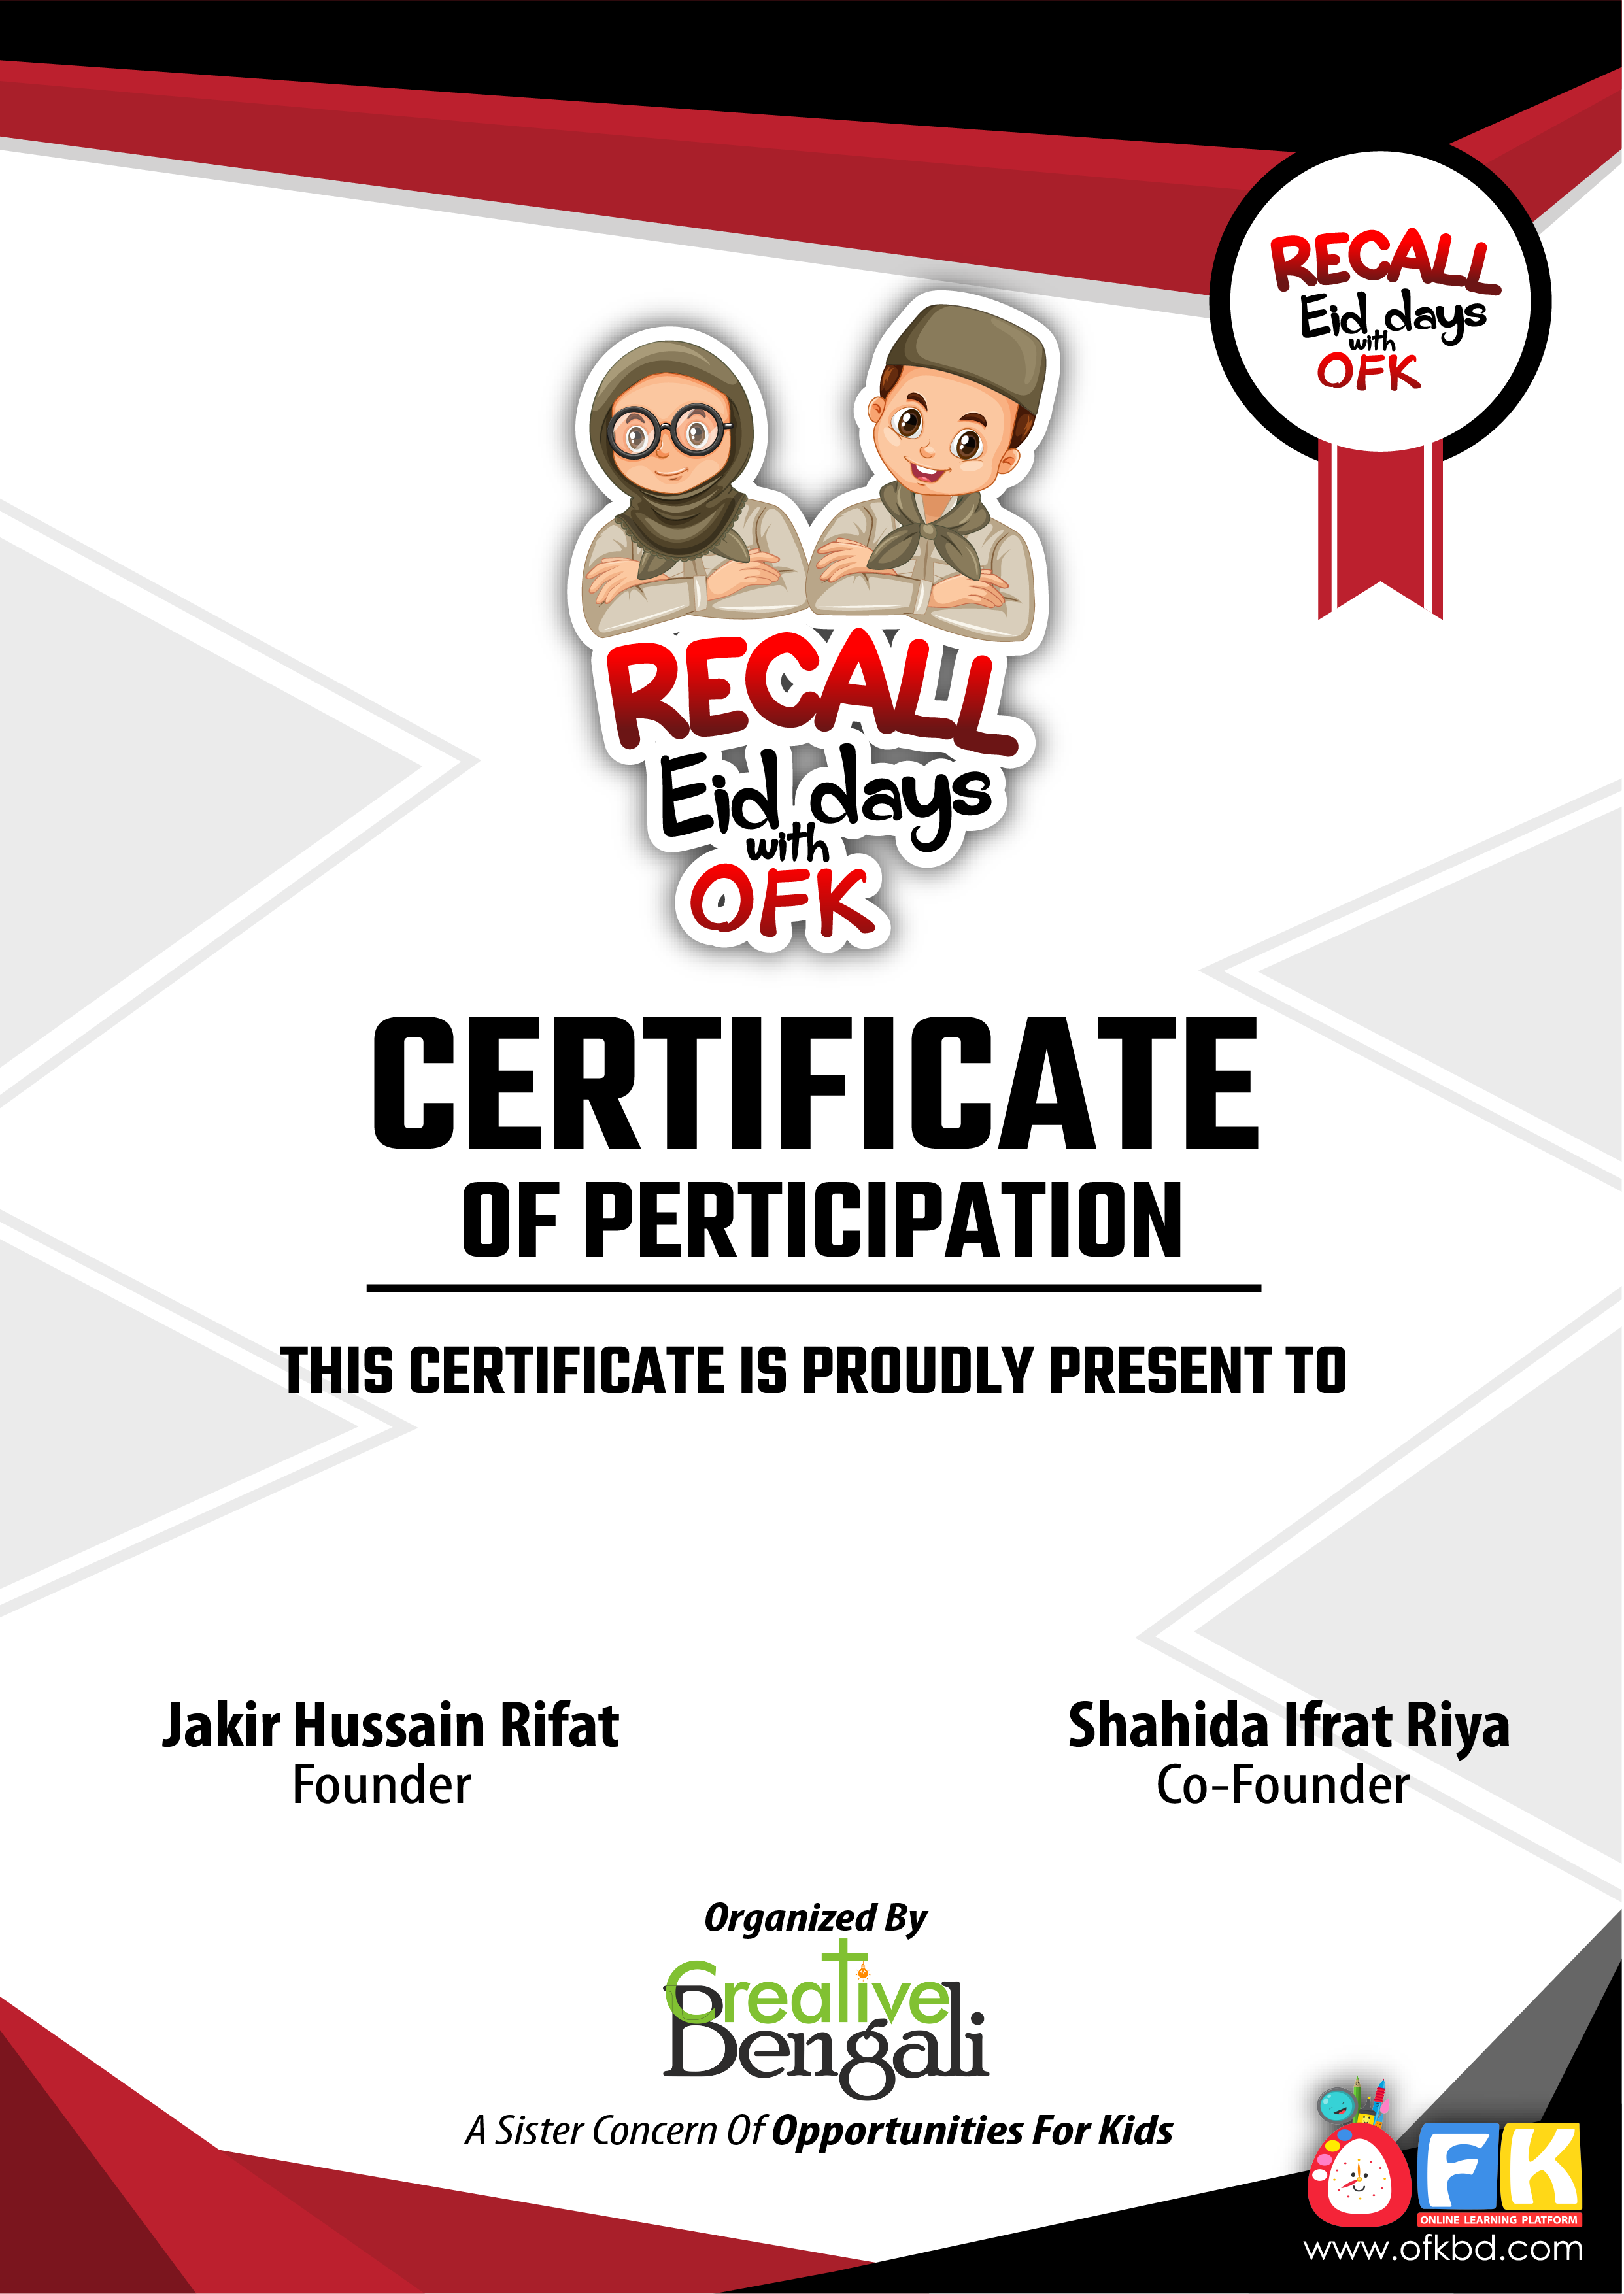 RECALL
Eid days
with
OFK
RECALL
Eid days
with
OFK
CERTIFICATE
OF PERTICIPATION
THIS CERTIFICATE IS PROUDLY PRESENT TO
Jakir Hussain Rifat
Founder
Shahida Ifrat Riya
Co-Founder
Organized By
Creative
Bengali
A Sister Concern Of Opportunities For Kids
OFK
ONLINE LEARNING PLATFORM
www.ofkbd.com